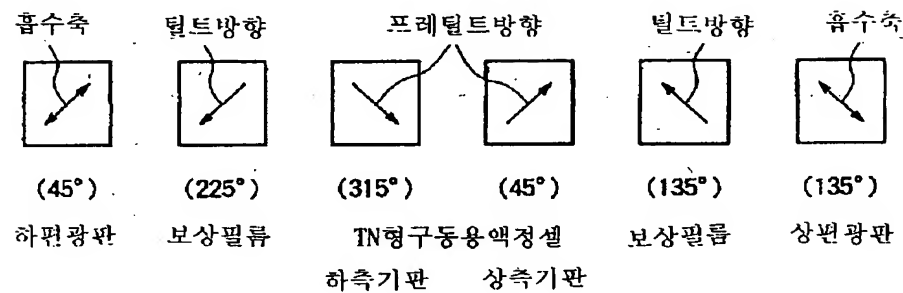 흡수축 틸트방향 프레틸트방향 틸트방향 흡수축
(45°) (225°) (315°) (45°) (135°) (135°)
하편광판 보상필름 TN형구동용액정셀 보상필름 상편광판
하측기판 상측기판